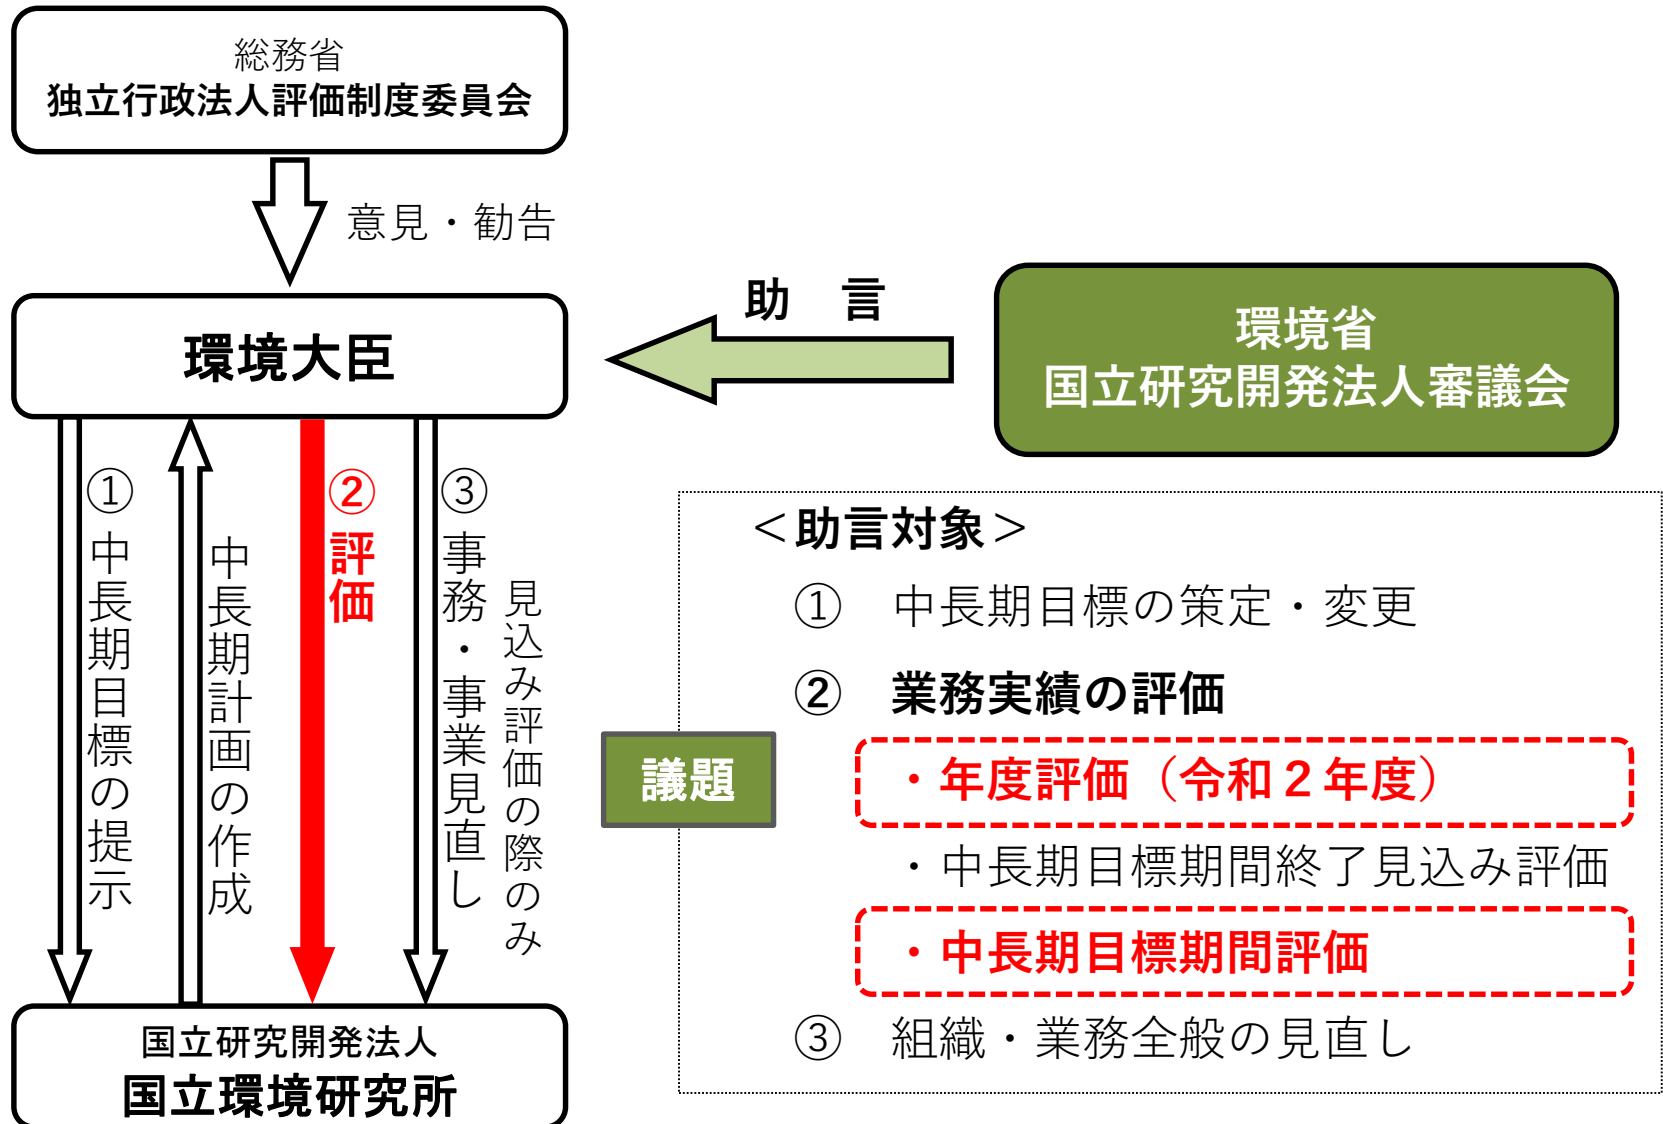 総務省
独立行政法人評価制度委員会
意見・勧告
環境大臣
助　言
環境省
国立研究開発法人審議会
①中長期目標の提示
中長期計画の作成
②評価
③事務・事業見直し
見込み評価の際のみ
国立研究開発法人
国立環境研究所
＜助言対象＞
①　中長期目標の策定・変更
②　業務実績の評価
議題
・年度評価（令和２年度）
・中長期目標期間終了見込み評価
・中長期目標期間評価
③　組織・業務全般の見直し